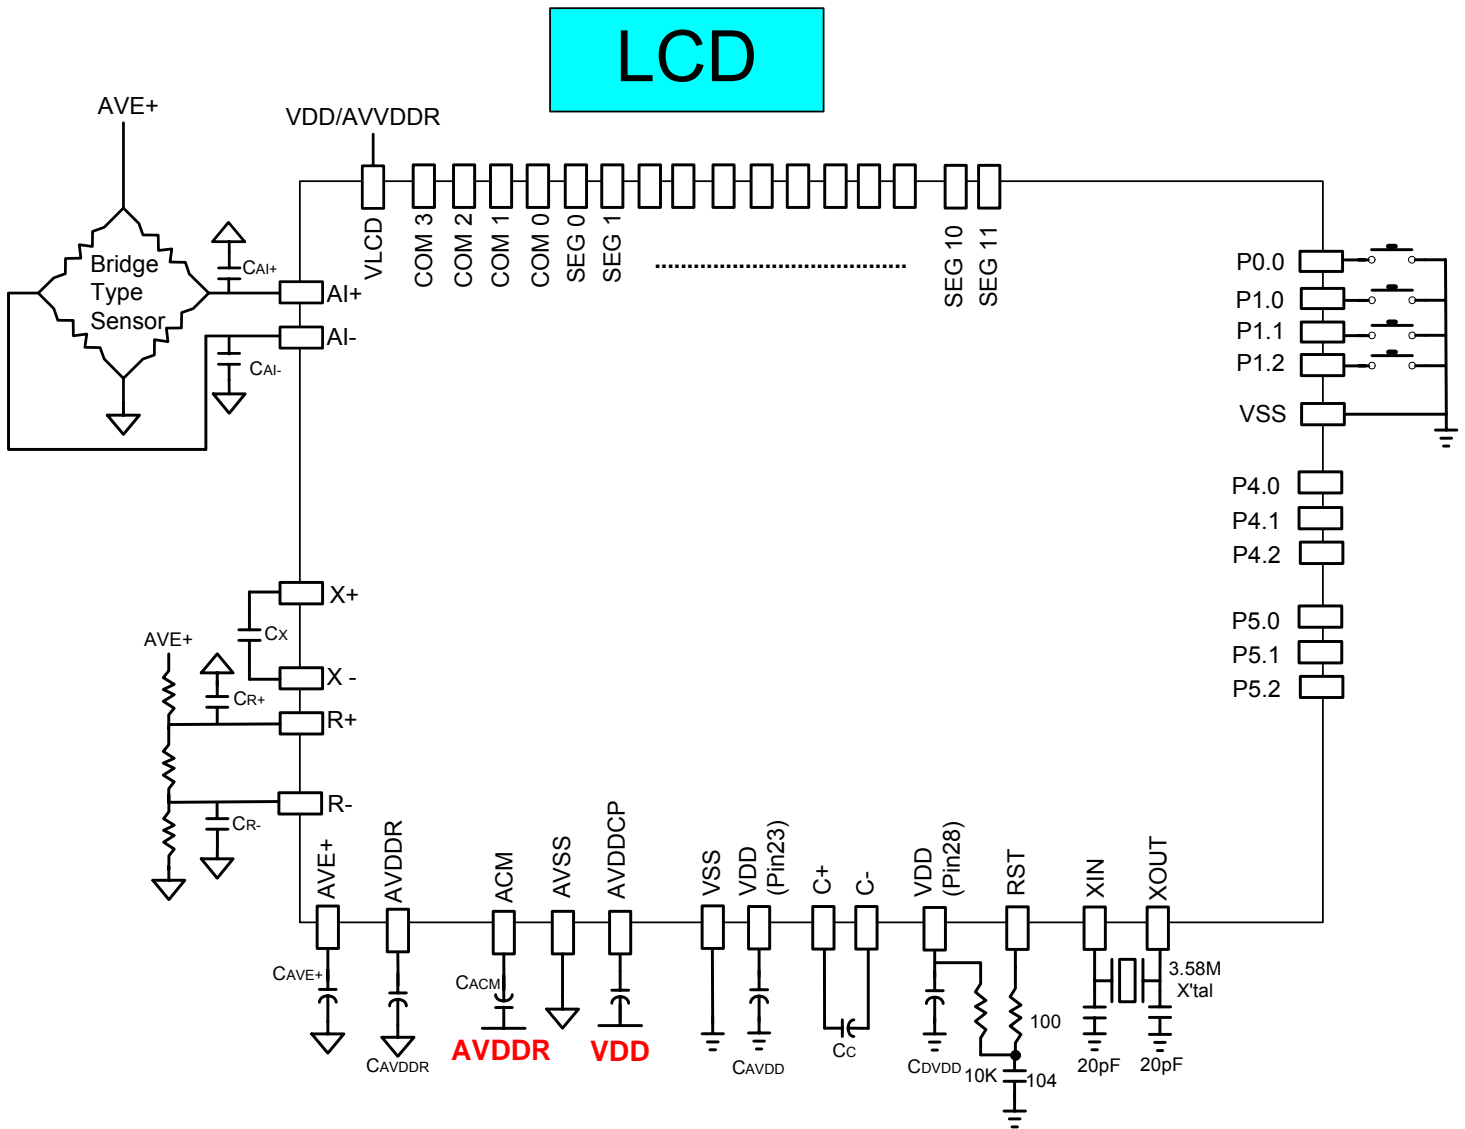 LCD
AVE+
VDD/AVVDDR
VLCD
COM 3
COM 2
COM 1
COM 0
SEG 0
SEG 1
SEG 10
SEG 11
Bridge
Type
Sensor
CAI+
AI+
AI-
CAI-
P0.0
P1.0
P1.1
P1.2
VSS
P4.0
P4.1
P4.2
P5.0
P5.1
P5.2
X+
CX
X -
AVE+
CR+
R+
R-
CR-
AVE+
AVDDR
ACM
AVSS
AVDDCP
VSS
VDD
(Pin23)
C+
C-
VDD
(Pin28)
RST
XIN
XOUT
CAVE+
CAVDDR
CACM
AVDDR
VDD
CAVDD
CC
CDVDD
10K
100
104
3.58M
X'tal
20pF
20pF